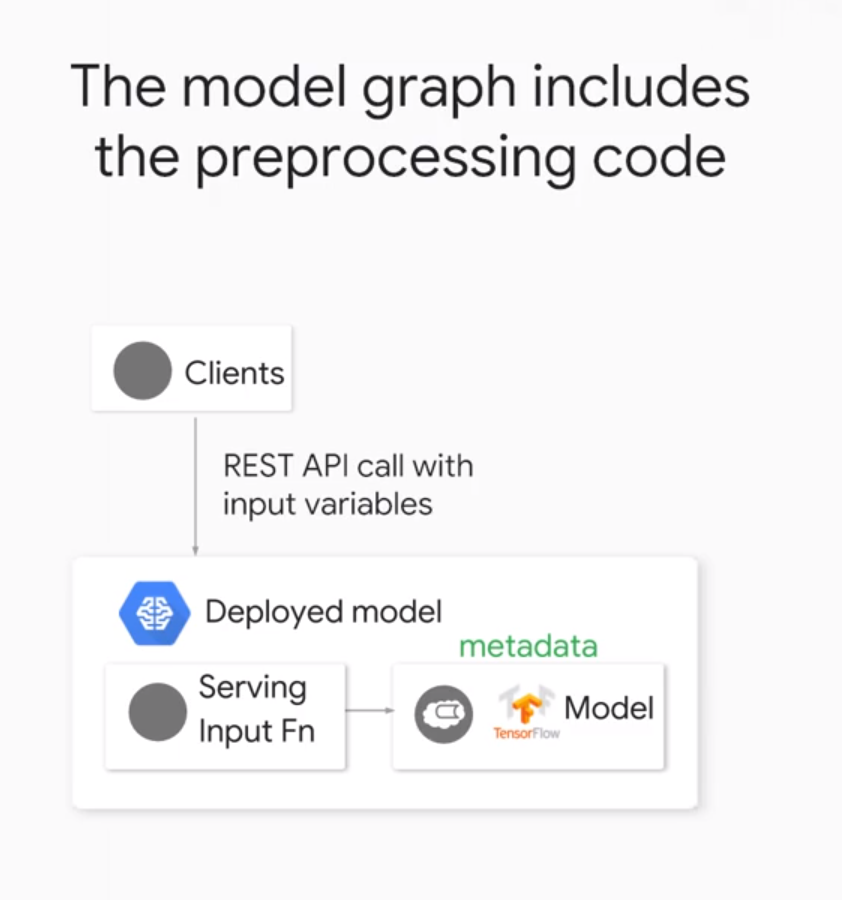 The model graph includes
the preprocessing code
Clients
REST API call with
input variables
Deployed model
metadata
Serving
Input Fn
TensorFlow
Model